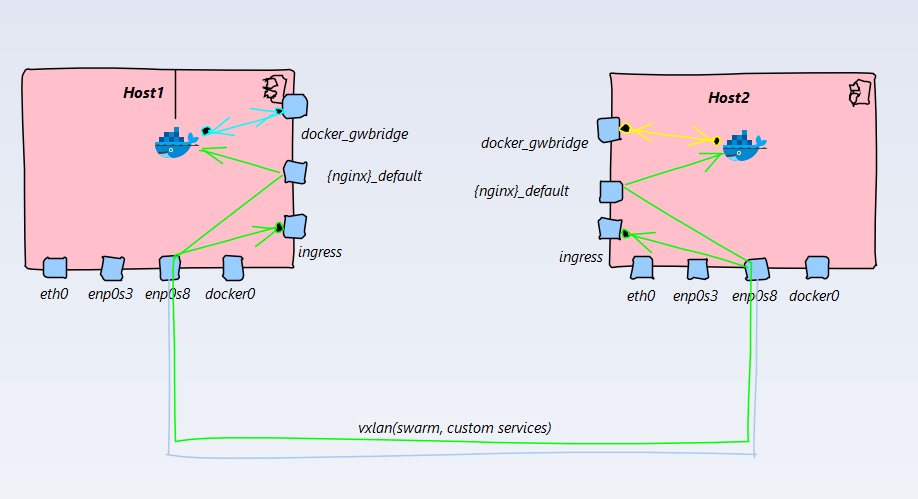 Host1
docker_gwbridge
{nginx}_default
ingress
eth0
enp0s3
enp0s8
docker0
Host2
docker_gwbridge
{nginx}_default
ingress
eth0
enp0s3
enp0s8
docker0
vxlan(swarm, custom services)